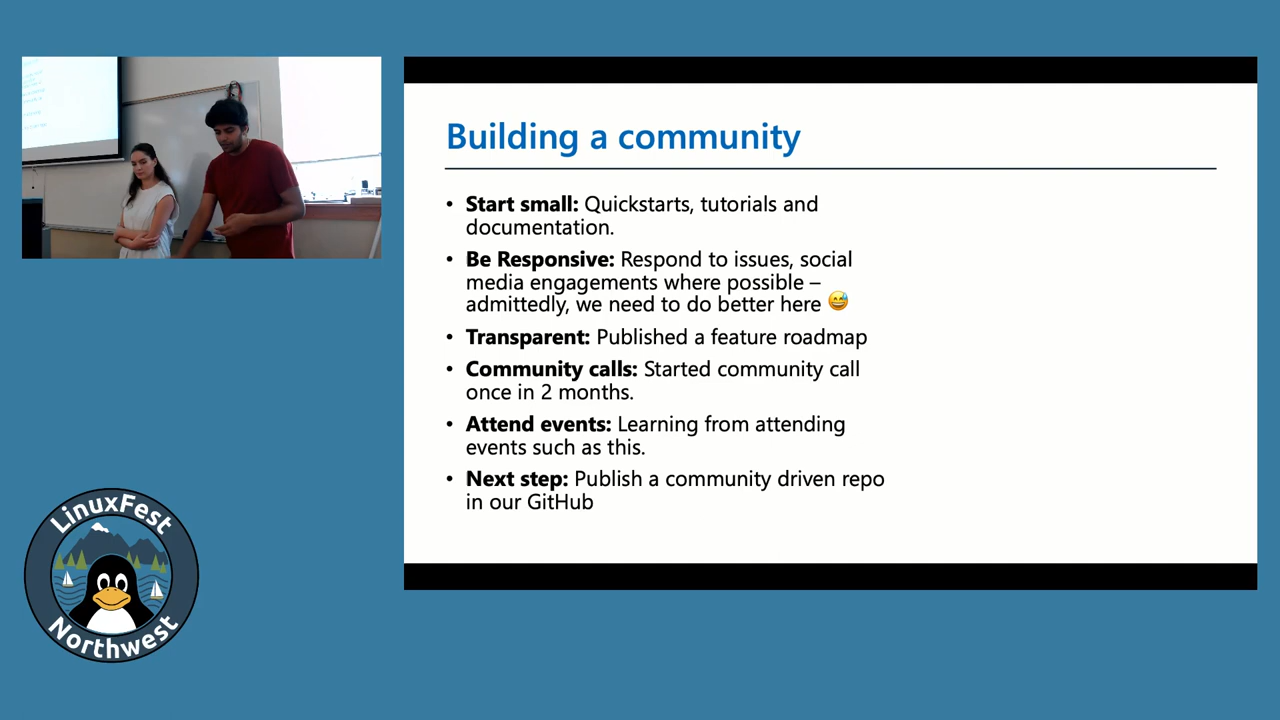 Building a community
• Start small: Quickstarts, tutorials and
documentation.
• Be Responsive: Respond to issues, social
media engagements where possible –
admittedly, we need to do better here 😅
• Transparent: Published a feature roadmap
• Community calls: Started community call
once in 2 months.
• Attend events: Learning from attending
events such as this.
• Next step: Publish a community driven repo
in our GitHub
LinuxFest
Northwest